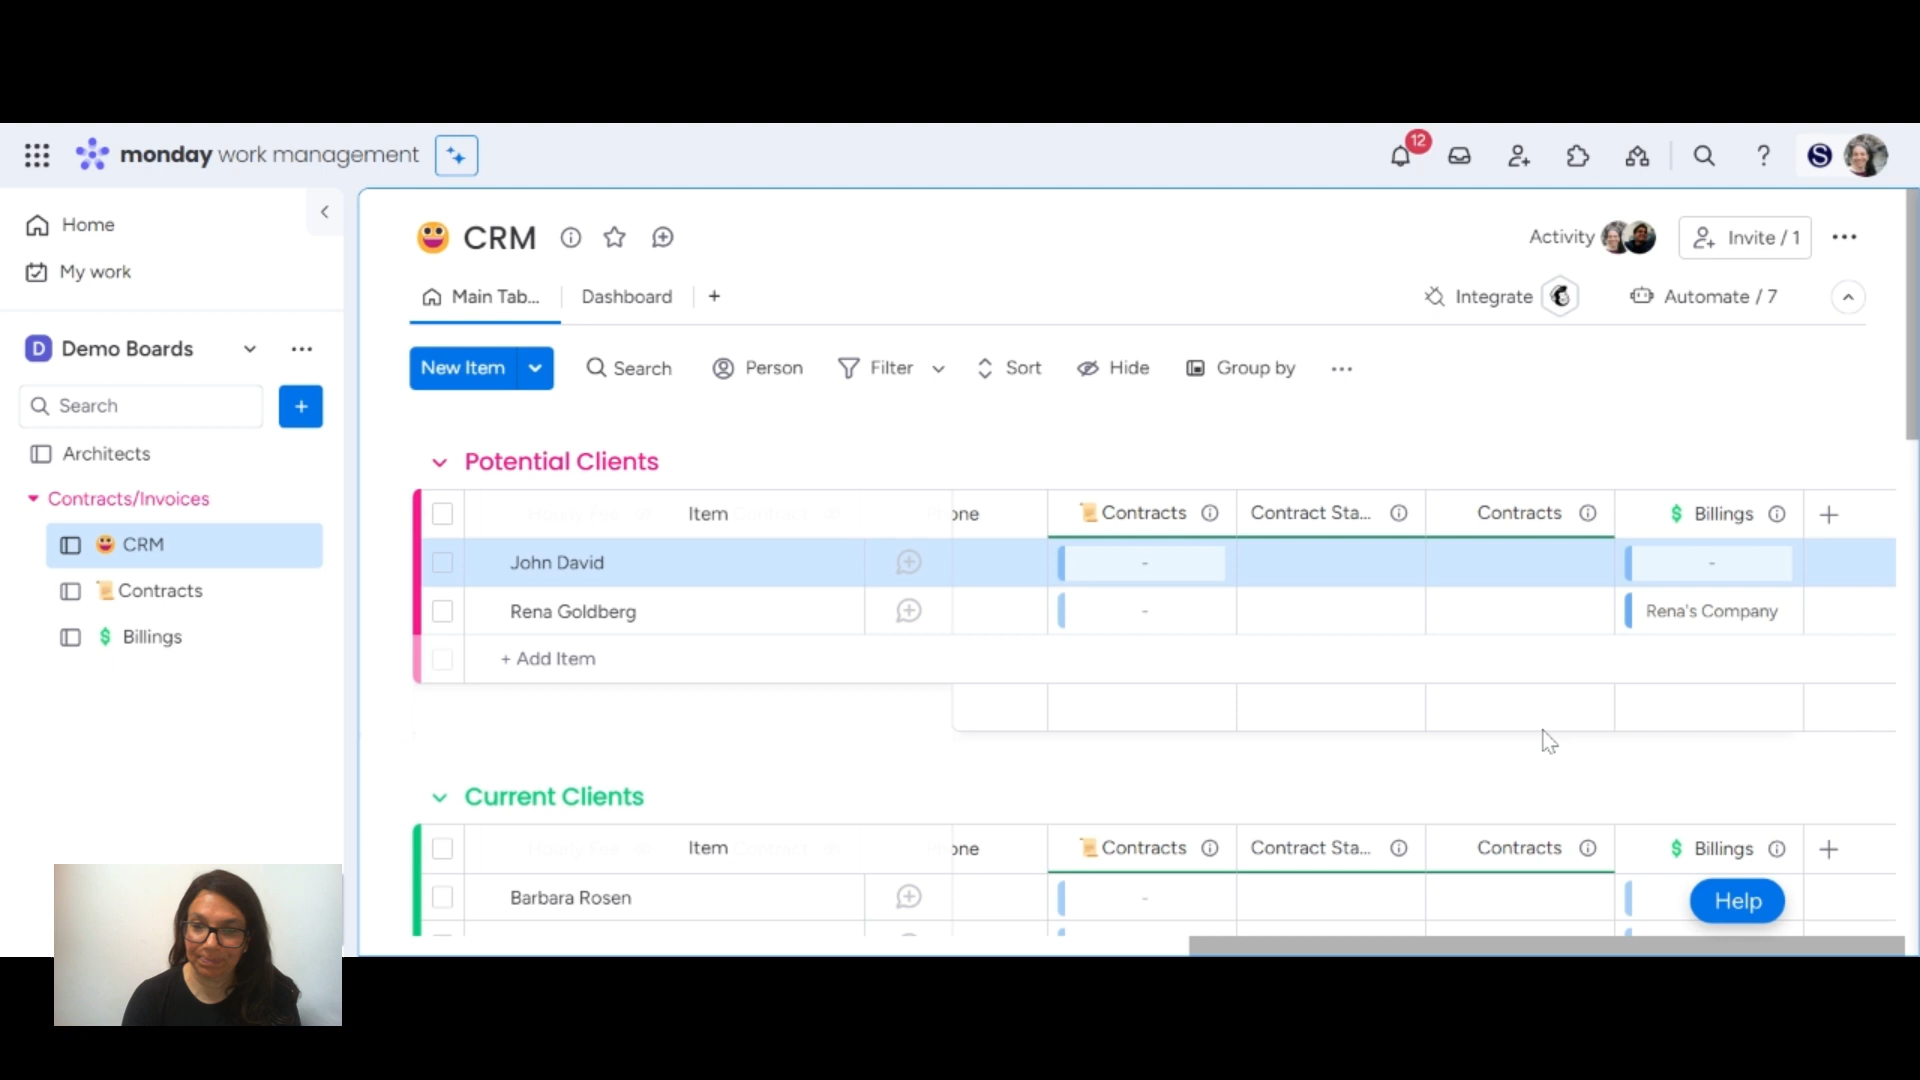 monday work management
12
Home
My work
D Demo Boards
Search
+
Architects
Contracts/Invoices
CRM
Contracts
$ Billings
CRM
Activity
Invite / 1
Main Tab...
Dashboard
+
Integrate
Automate / 7
New Item
Search
Person
Filter
Sort
Hide
Group by
...
Potential Clients
Item
one
Contracts
Contract Sta...
Contracts
$ Billings
+
John David
-
-
Rena Goldberg
-
Rena's Company
+ Add Item
Current Clients
Item
one
Contracts
Contract Sta...
Contracts
$ Billings
+
Barbara Rosen
-
Help